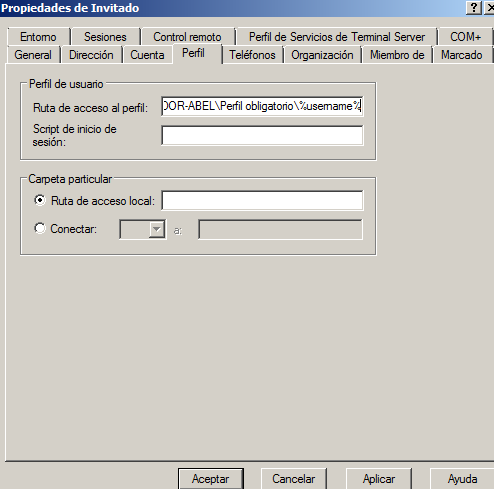 Propiedades de Invitado
Entorno Sesiones Control remoto Perfil de Servicios de Terminal Server COM+
General Dirección Cuenta Perfil Teléfonos Organización Miembro de Marcado
Perfil de usuario
Ruta de acceso al perfil: DOR-ABEL\Perfil obligatorio\%username%
Script de inicio de
sesión:
Carpeta particular
Ruta de acceso local:
Conectar: a:
Aceptar Cancelar Aplicar Ayuda